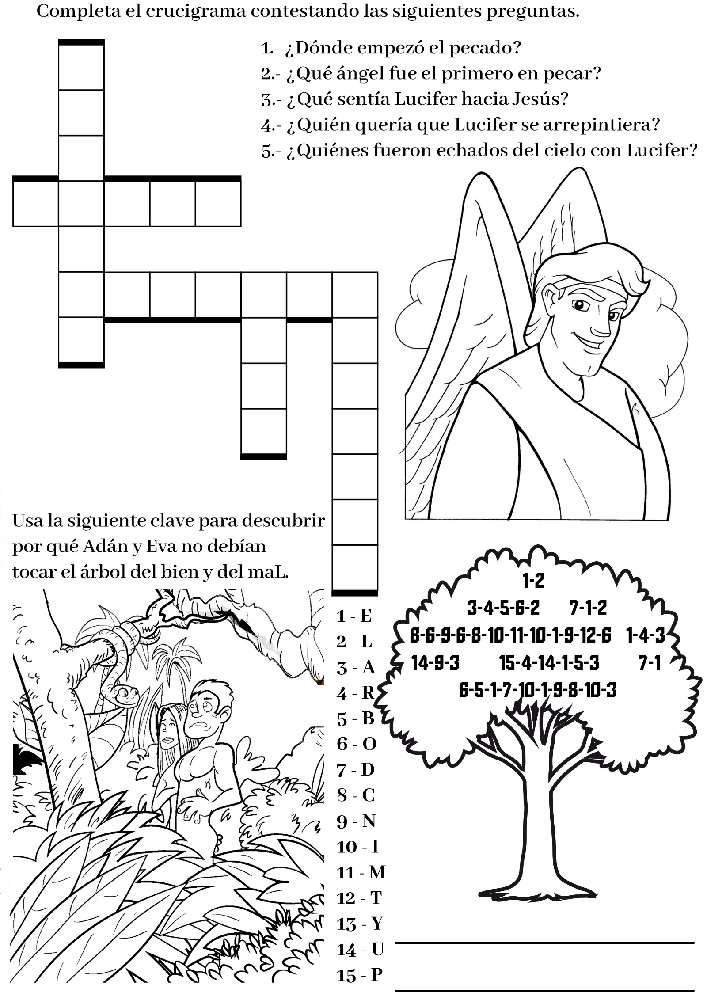 Completa el crucigrama contestando las siguientes preguntas.
1.- ¿Dónde empezó el pecado?
2.- ¿Qué ángel fue el primero en pecar?
3.- ¿Qué sentía Lucifer hacia Jesús?
4.- ¿Quién quería que Lucifer se arrepintiera?
5.- ¿Quiénes fueron echados del cielo con Lucifer?
Usa la siguiente clave para descubrir
por qué Adán y Eva no debían
tocar el árbol del bien y del maL.
1 - E
2 - L
3 - A
4 - R
5 - B
6 - O
7 - D
8 - C
9 - N
10 - I
11 - M
12 - T
13 - Y
14 - U
15 - P
1-2
3-4-5-6-2 7-1-2
8-6-9-6-8-10-11-10-1-9-12-6 1-4-3
14-9-3 15-4-14-1-5-3 7-1
6-5-1-7-10-1-9-8-10-3